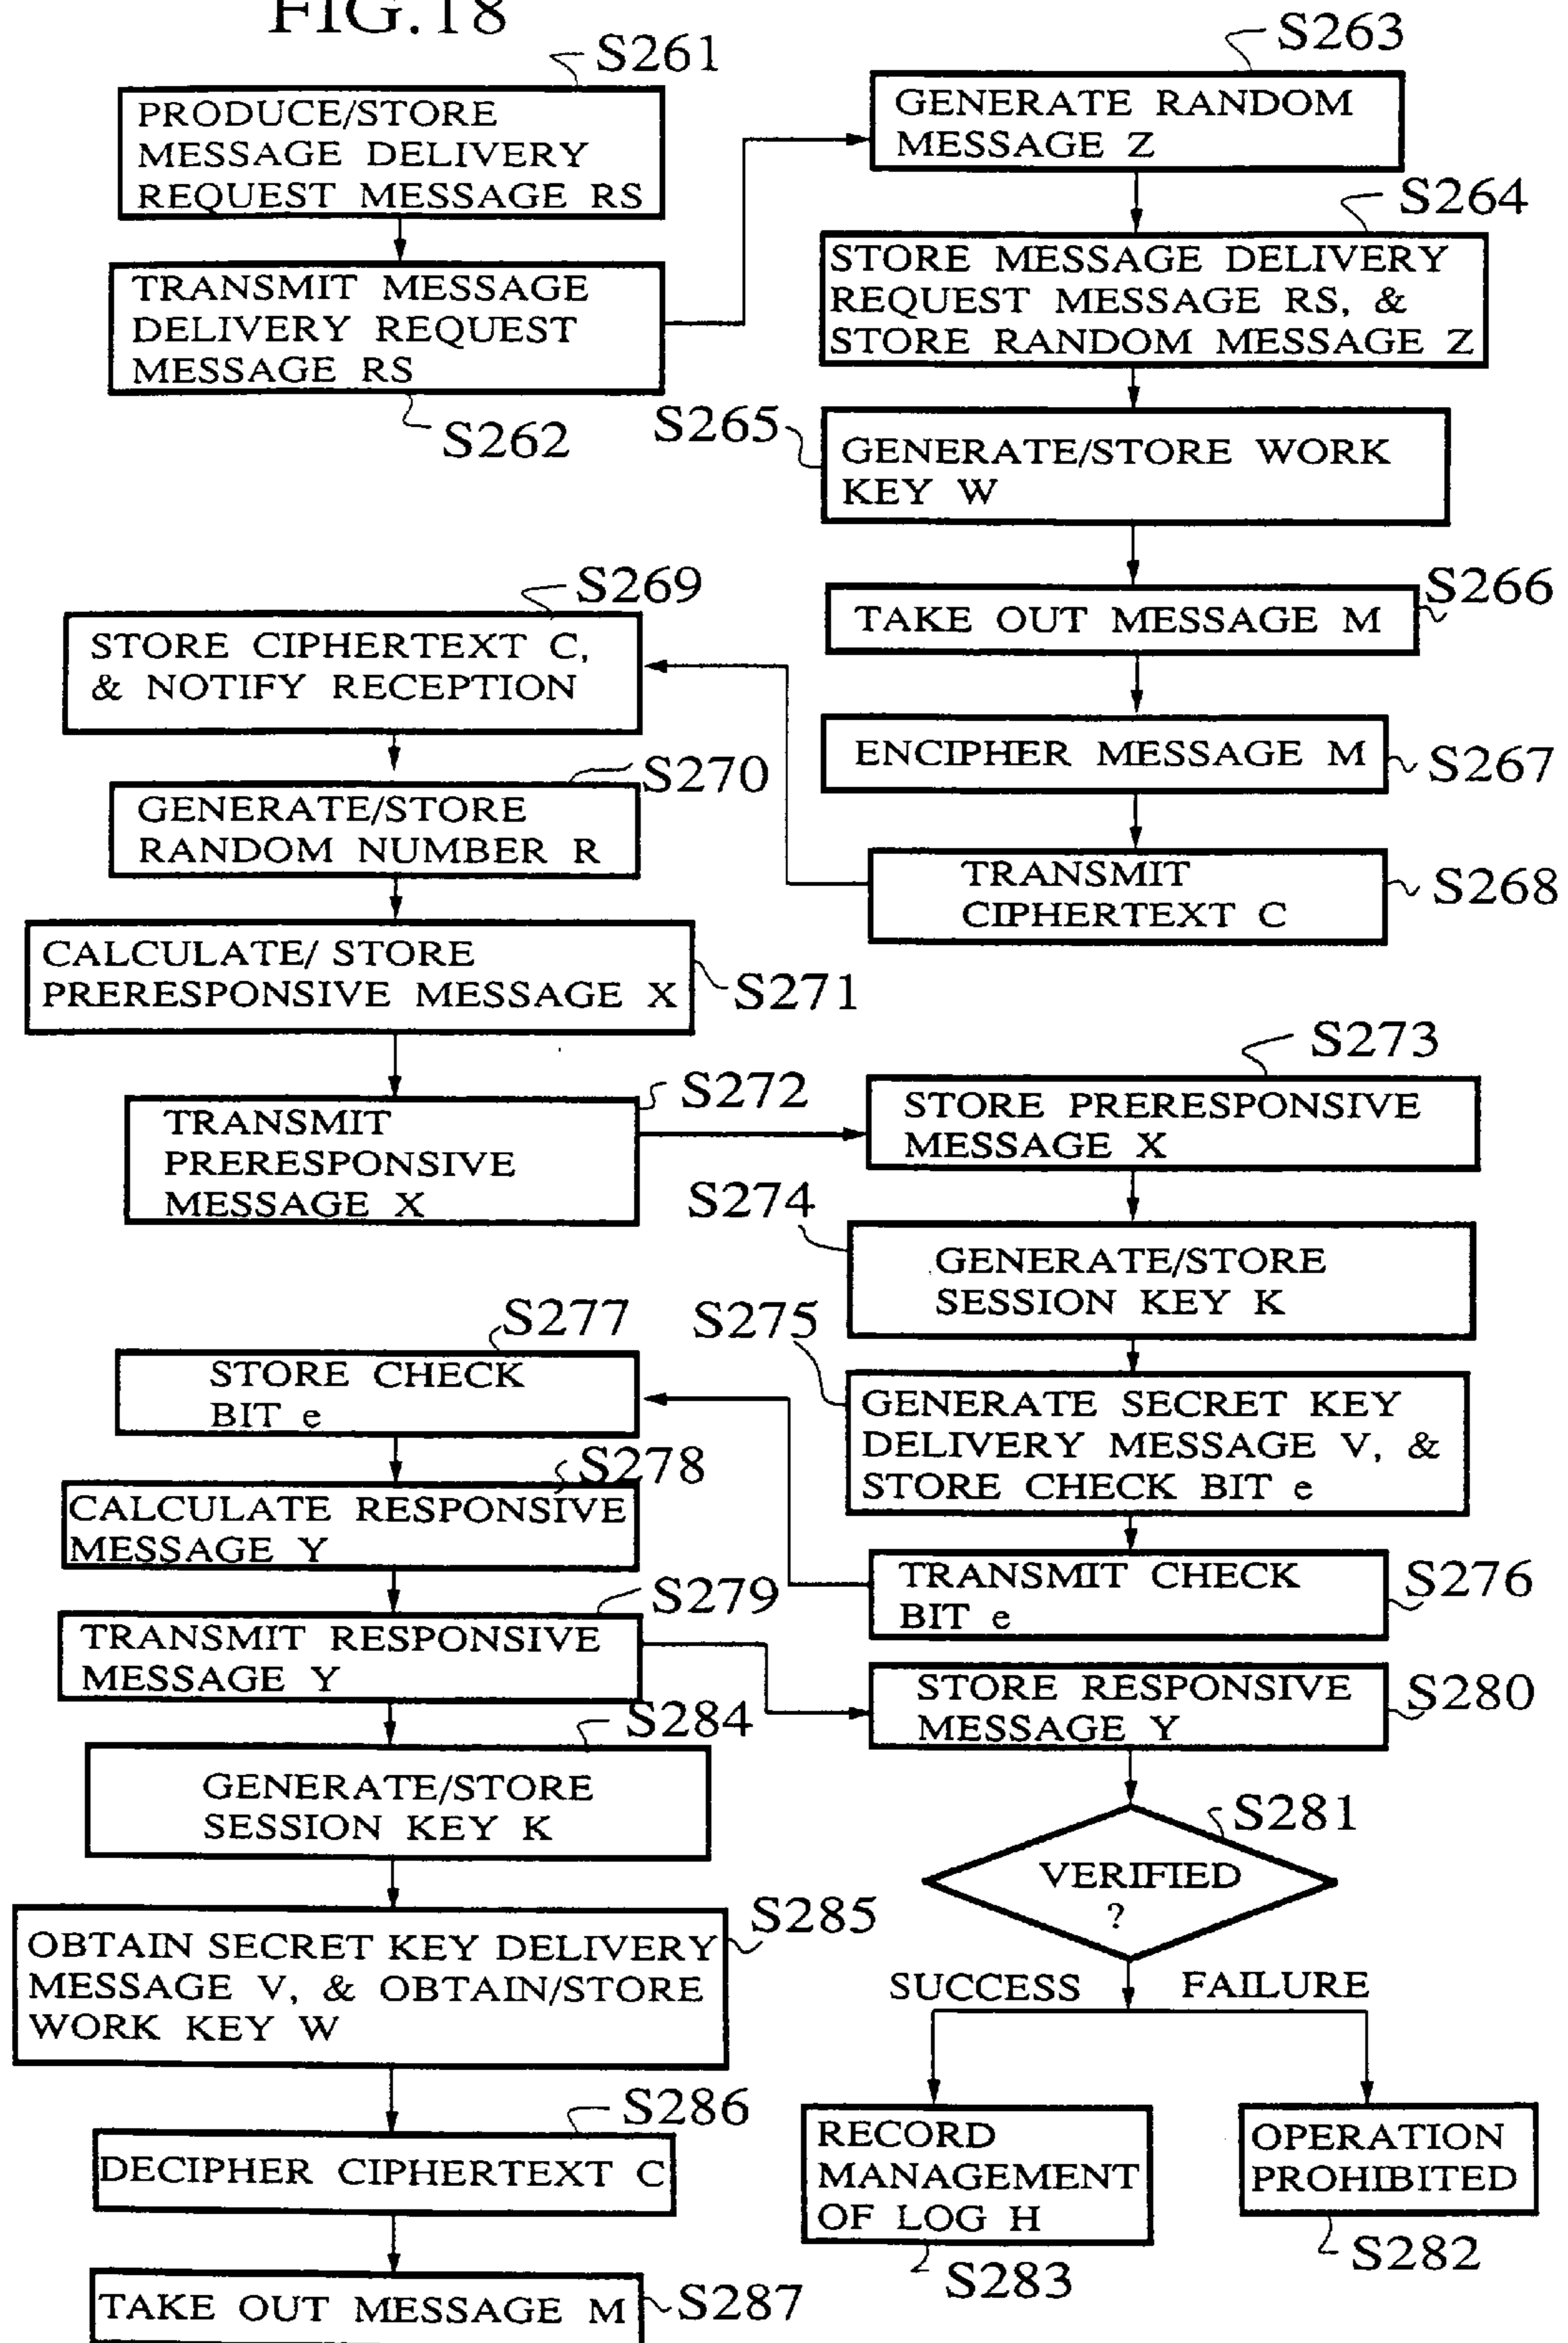 FIG.18
S261
PRODUCE/STORE
MESSAGE DELIVERY
REQUEST MESSAGE RS
TRANSMIT MESSAGE
DELIVERY REQUEST
MESSAGE RS
S262
S263
GENERATE RANDOM
MESSAGE Z
S264
STORE MESSAGE DELIVERY
REQUEST MESSAGE RS, &
STORE RANDOM MESSAGE Z
S265
GENERATE/STORE WORK
KEY W
S266
TAKE OUT MESSAGE M
ENCIPHER MESSAGE M
S267
TRANSMIT
CIPHERTEXT C
S268
S269
STORE CIPHERTEXT C,
& NOTIFY RECEPTION
S270
GENERATE/STORE
RANDOM NUMBER R
CALCULATE/ STORE
PRERESPONSIVE MESSAGE X
S271
S272
TRANSMIT
PRERESPONSIVE
MESSAGE X
S273
STORE PRERESPONSIVE
MESSAGE X
S274
GENERATE/STORE
SESSION KEY K
S275
GENERATE SECRET KEY
DELIVERY MESSAGE V, &
STORE CHECK BIT e
TRANSMIT CHECK
BIT e
S276
S277
STORE CHECK
BIT e
S278
CALCULATE RESPONSIVE
MESSAGE Y
S279
TRANSMIT RESPONSIVE
MESSAGE Y
STORE RESPONSIVE
MESSAGE Y
S280
S281
VERIFIED
?
SUCCESS
FAILURE
RECORD
MANAGEMENT
OF LOG H
S283
OPERATION
PROHIBITED
S282
S284
GENERATE/STORE
SESSION KEY K
S285
OBTAIN SECRET KEY DELIVERY
MESSAGE V, & OBTAIN/STORE
WORK KEY W
S286
DECIPHER CIPHERTEXT C
TAKE OUT MESSAGE M
S287